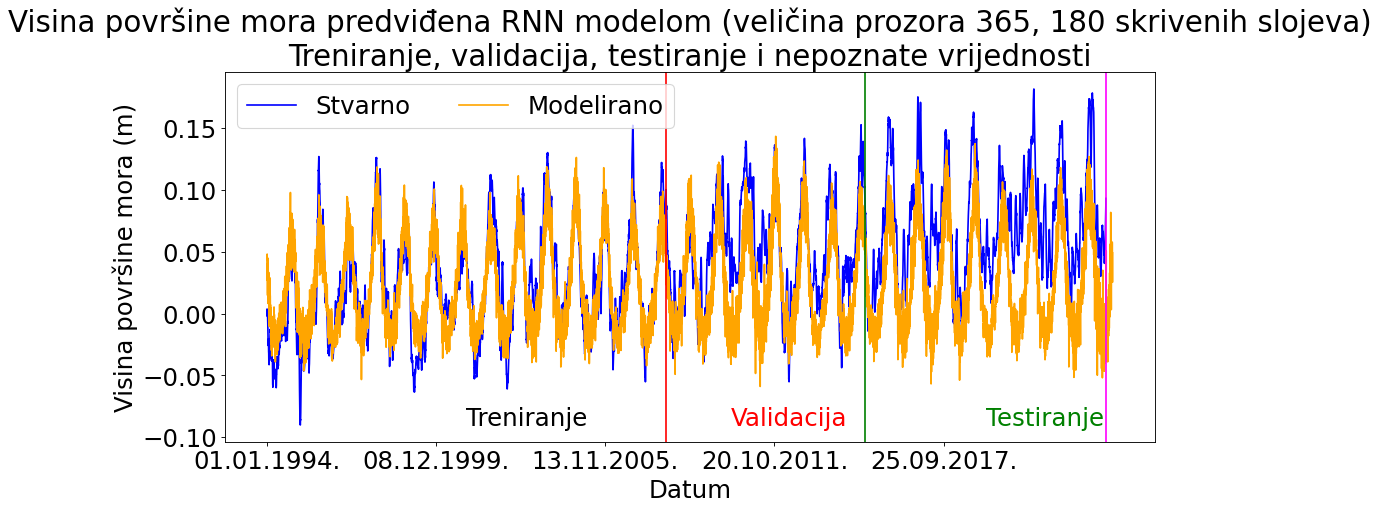 Visina površine mora predviđena RNN modelom (veličina prozora 365, 180 skrivenih slojeva)
Treniranje, validacija, testiranje i nepoznate vrijednosti
Stvarno Modelirano
Visina površine mora (m)
0.15
0.10
0.05
0.00
−0.05
−0.10
Treniranje Validacija Testiranje
01.01.1994. 08.12.1999. 13.11.2005. 20.10.2011. 25.09.2017.
Datum